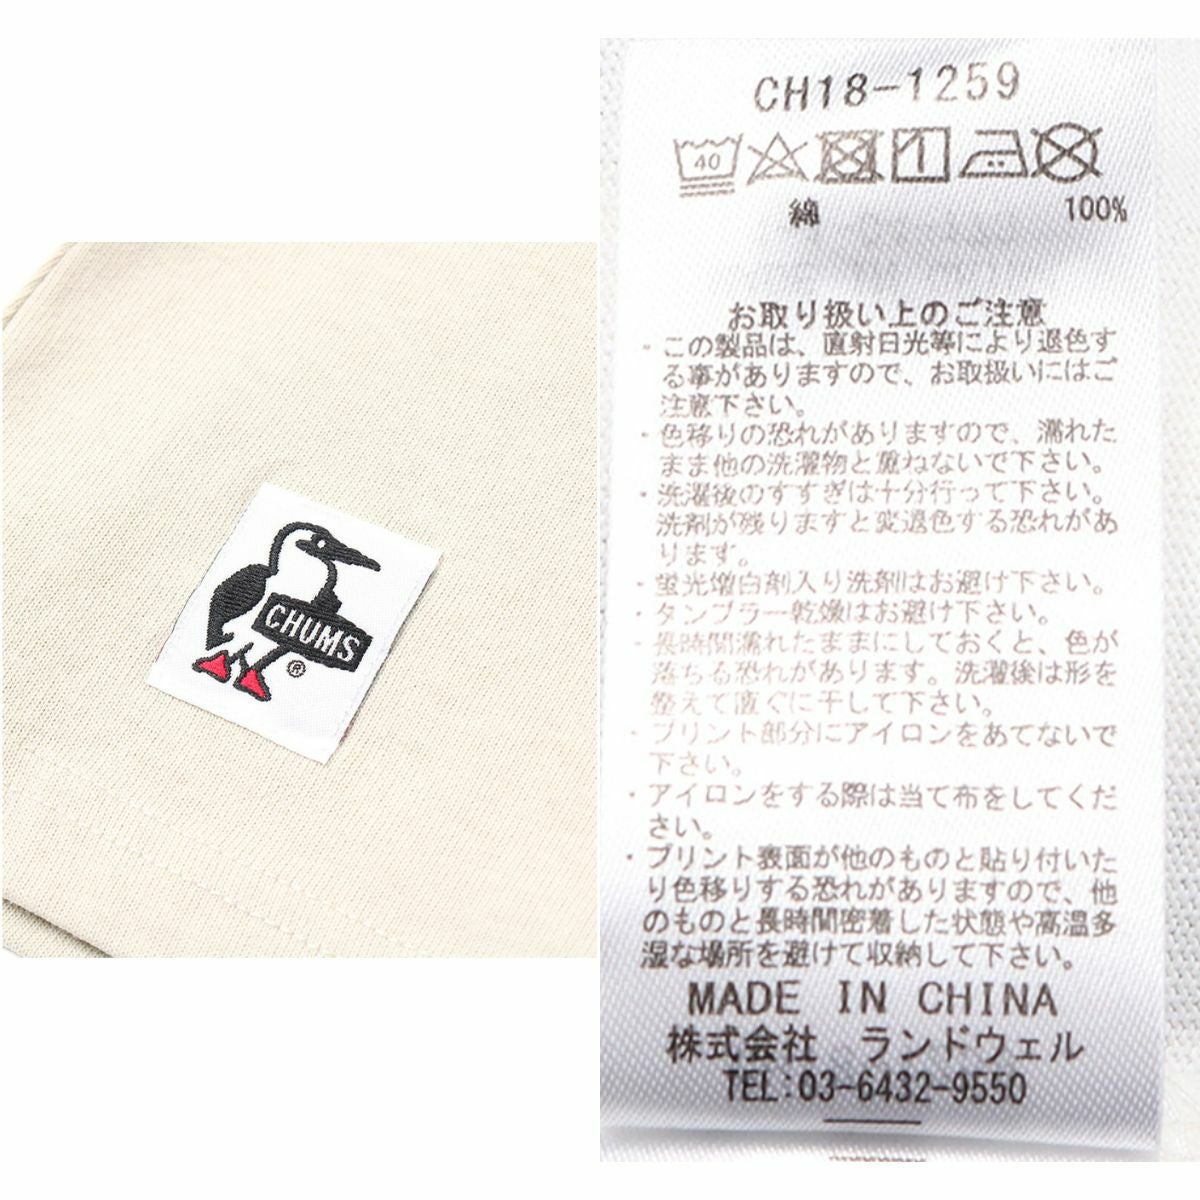 CHUMS
®
CH18-1259
40
綿 100%
お取り扱い上のご注意
・この製品は、直射日光等により退色す
る事がありますので、お取扱いにはご
注意下さい。
・色移りの恐れがありますので、濡れた
まま他の洗濯物と重ねないで下さい。
・洗濯後のすすぎは十分行って下さい。
洗剤が残りますと変退色する恐れがあ
ります。
・蛍光増白剤入り洗剤はお避け下さい。
・タンブラー乾燥はお避け下さい。
・長時間濡れたままにしておくと、色が
落ちる恐れがあります。洗濯後は形を
整えて直ぐに干して下さい。
・プリント部分にアイロンをあてないで
下さい。
・アイロンをする際は当て布をしてくだ
さい。
・プリント表面が他のものと貼り付いた
り色移りする恐れがありますので、他
のものと長時間密着した状態や高温多
湿な場所を避けて収納して下さい。
MADE IN CHINA
株式会社 ランドウェル
TEL:03-6432-9550